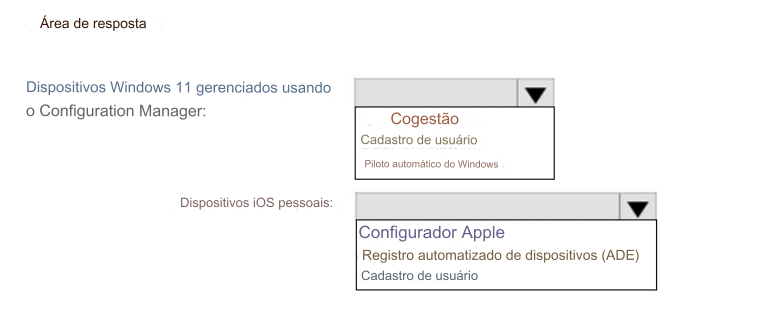 Área de resposta
Dispositivos Windows 11 gerenciados usando
o Configuration Manager:
Cogestão
Cadastro de usuário
Piloto automático do Windows
Dispositivos iOS pessoais:
Configurador Apple
Registro automatizado de dispositivos (ADE)
Cadastro de usuário